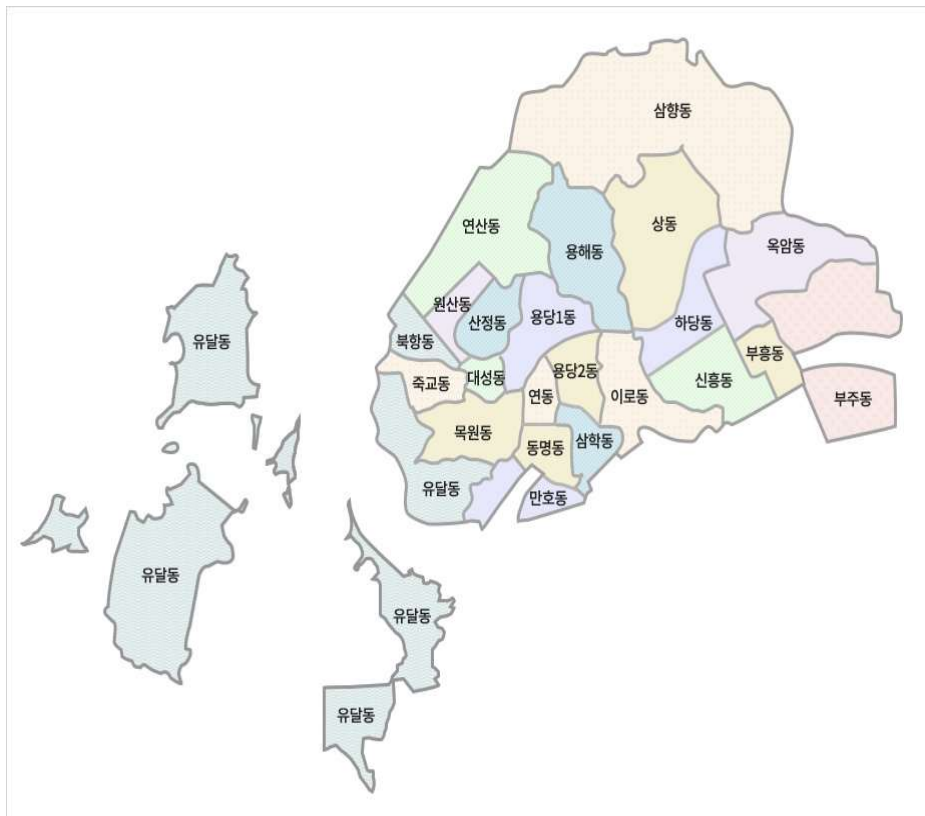 삼향동
연산동
상동
용해동
옥암동
원산동
산정동
용당1동
하당동
유달동
북항동
부흥동
죽교동
대성동
용당2동
신흥동
연동
이로동
부주동
목원동
동명동
삼학동
유달동
만호동
유달동
유달동
유달동